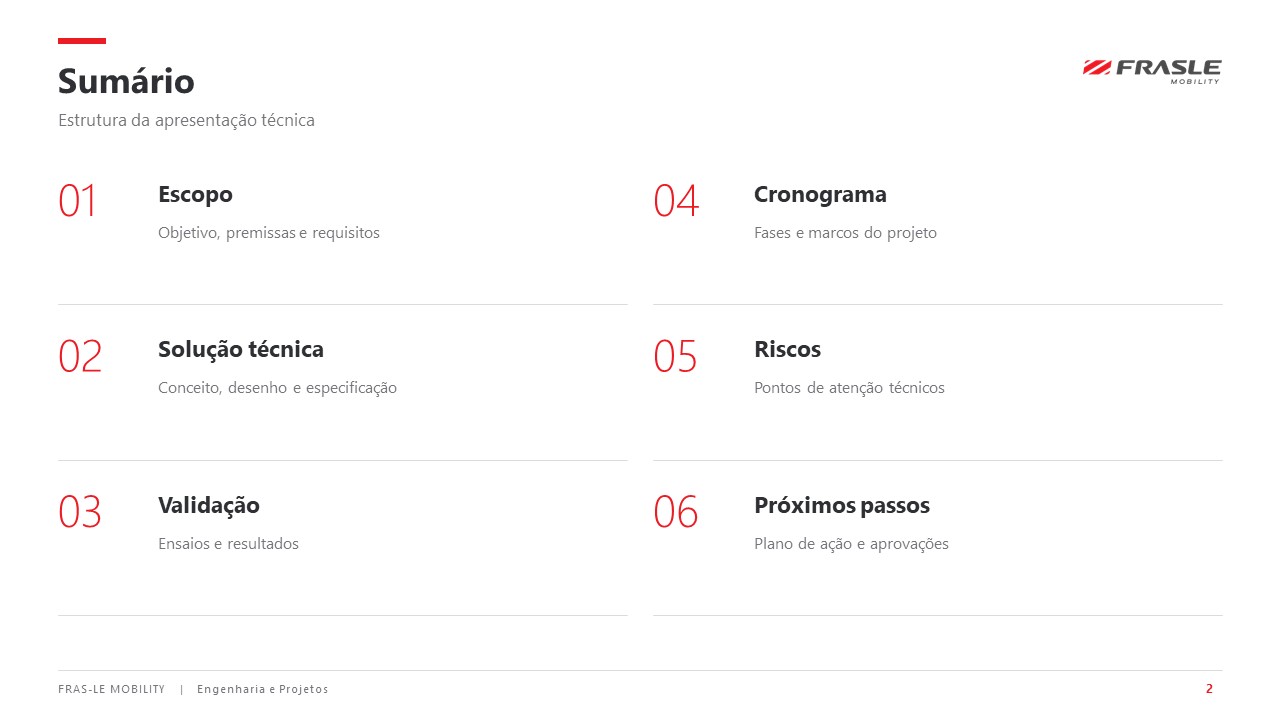 Sumário
FRASLE
MOBILITY
Estrutura da apresentação técnica
01
Escopo
Objetivo, premissas e requisitos
02
Solução técnica
Conceito, desenho e especificação
03
Validação
Ensaios e resultados
04
Cronograma
Fases e marcos do projeto
05
Riscos
Pontos de atenção técnicos
06
Próximos passos
Plano de ação e aprovações
FRAS-LE MOBILITY | Engenharia e Projetos
2